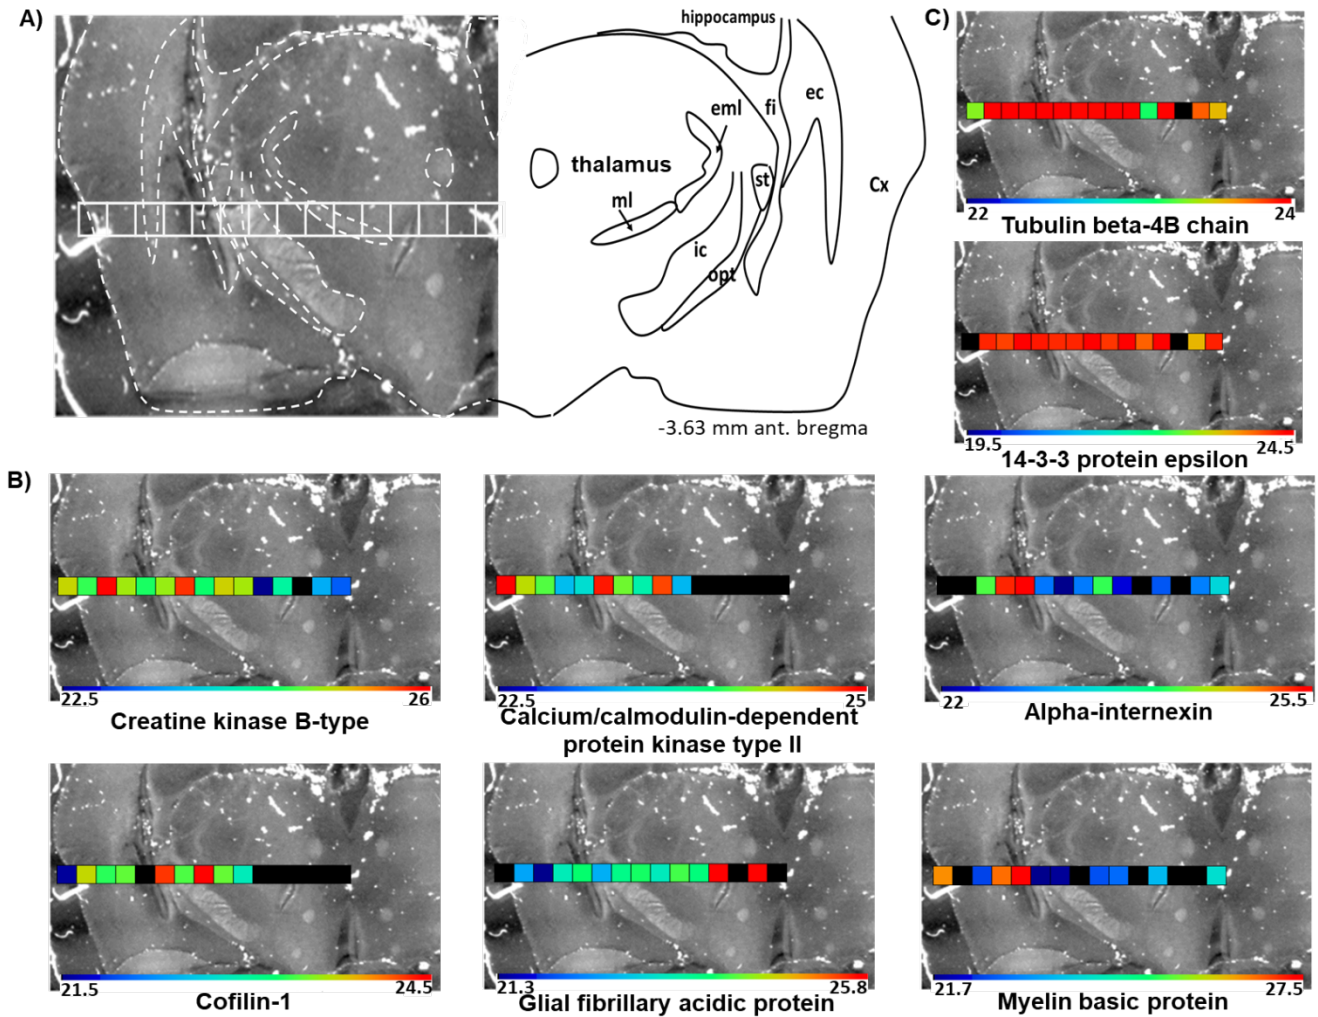 A)
hippocampus
ec
eml
fi
thalamus
st
Cx
ml
ic
opt
-3.63 mm ant. bregma
C)
22
24
Tubulin beta-4B chain
19.5
24.5
14-3-3 protein epsilon
B)
22.5
26
Creatine kinase B-type
22.5
25
Calcium/calmodulin-dependent
protein kinase type II
22
25.5
Alpha-internexin
21.5
24.5
Cofilin-1
21.3
25.8
Glial fibrillary acidic protein
21.7
27.5
Myelin basic protein